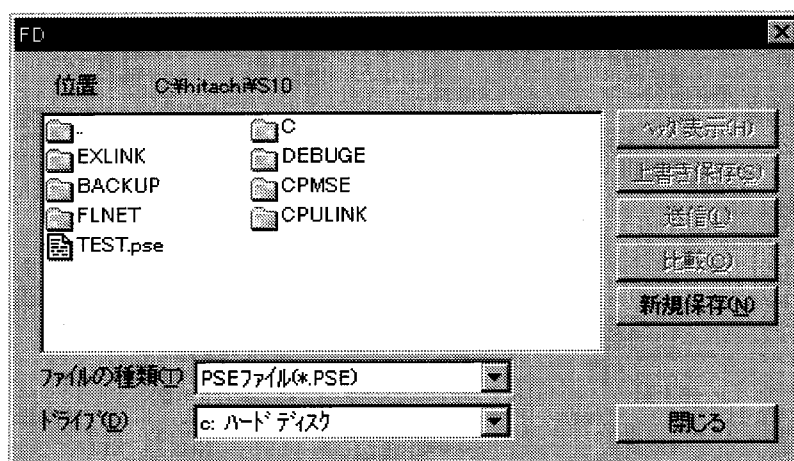 FD
位置 C:¥hitachi¥S10
.. C
EXLINK DEBUGE
BACKUP CPMSE
FLNET CPULINK
TEST.pse
ヘッダ表示(H)
上書き保存(S)
送信(L)
比較(C)
新規保存(N)
ファイルの種類(T) PSEファイル(*.PSE)
ドライブ(D) c: ハードディスク
閉じる